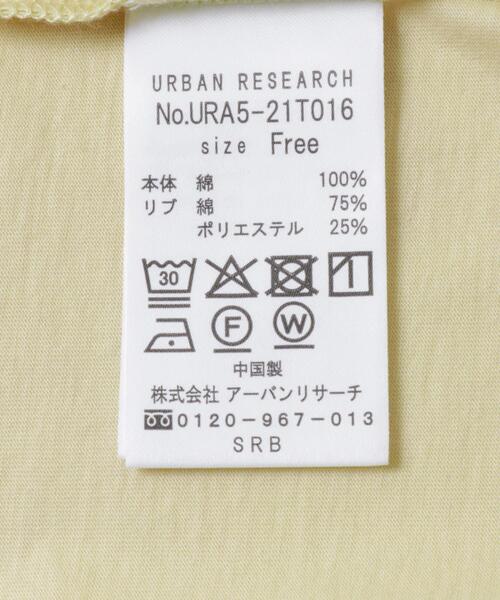 URBAN RESEARCH
No.URA5-21T016
size Free
本体 綿 100%
リブ 綿 75%
ポリエステル 25%
30
F W
中国製
株式会社 アーバンリサーチ
0120-967-013
SRB